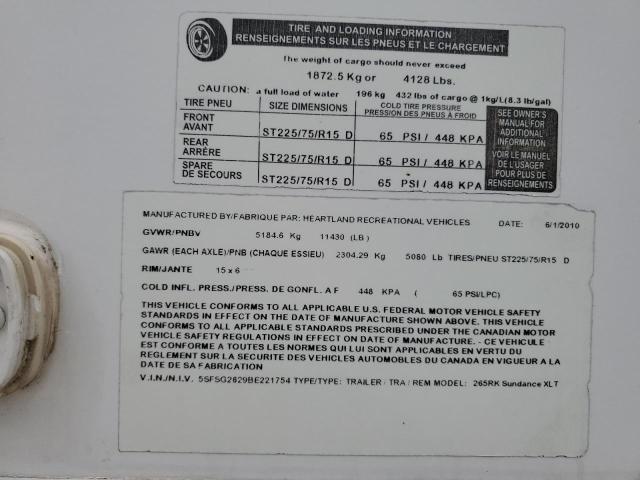 TIRE AND LOADING INFORMATION
RENSEIGNEMENTS SUR LES PNEUS ET LE CHARGEMENT
The weight of cargo should never exceed
1872.5 Kg or 4128 Lbs.
CAUTION: a full load of water 196 kg 432 lbs of cargo @ 1kg/L(8.3 lb/gal)
TIRE PNEU SIZE DIMENSIONS COLD TIRE PRESSURE
PRESSION DES PNEUS À FROID
FRONT
AVANT ST225/75/R15 D 65 PSI / 448 KPA
REAR
ARRÈRE ST225/75/R15 D 65 PSI / 448 KPA
SPARE
DE SECOURS ST225/75/R15 D 65 PSI / 448 KPA
SEE OWNER'S
MANUAL FOR
ADDITIONAL
INFORMATION
VOIR LE MANUEL
DE L'USAGER
POUR PLUS DE
RENSEIGNEMENTS
MANUFACTURED BY/FABRIQUE PAR: HEARTLAND RECREATIONAL VEHICLES DATE: 6/1/2010
GVWR/PNBV 5184.6 Kg 11430 (LB)
GAWR (EACH AXLE)/PNB (CHAQUE ESSIEU) 2304.29 Kg 5080 Lb TIRES/PNEU ST225/75/R15 D
RIM/JANTE 15 x 6
COLD INFL. PRESS./PRESS. DE GONFL. A F 448 KPA ( 65 PSI/LPC)
THIS VEHICLE CONFORMS TO ALL APPLICABLE U.S. FEDERAL MOTOR VEHICLE SAFETY
STANDARDS IN EFFECT ON THE DATE OF MANUFACTURE SHOWN ABOVE. THIS VEHICLE
CONFORMS TO ALL APPLICABLE STANDARDS PRESCRIBED UNDER THE CANADIAN MOTOR
VEHICLE SAFETY REGULATIONS IN EFFECT ON DATE OF MANUFACTURE. - CE VEHICULE
EST CONFORME A TOUTES LES NORMES QUI LUI SONT APPLICABLES EN VERTU DU
REGLEMENT SUR LA SECURITE DES VEHICLES AUTOMOBILES DU CANADA EN VIGUEUR A LA
DATE DE SA FABRICATION
V.I.N./N.I.V. 5SFSG2629BE221754 TYPE/TYPE: TRAILER / TRA / REM MODEL: 265RK Sundance XLT